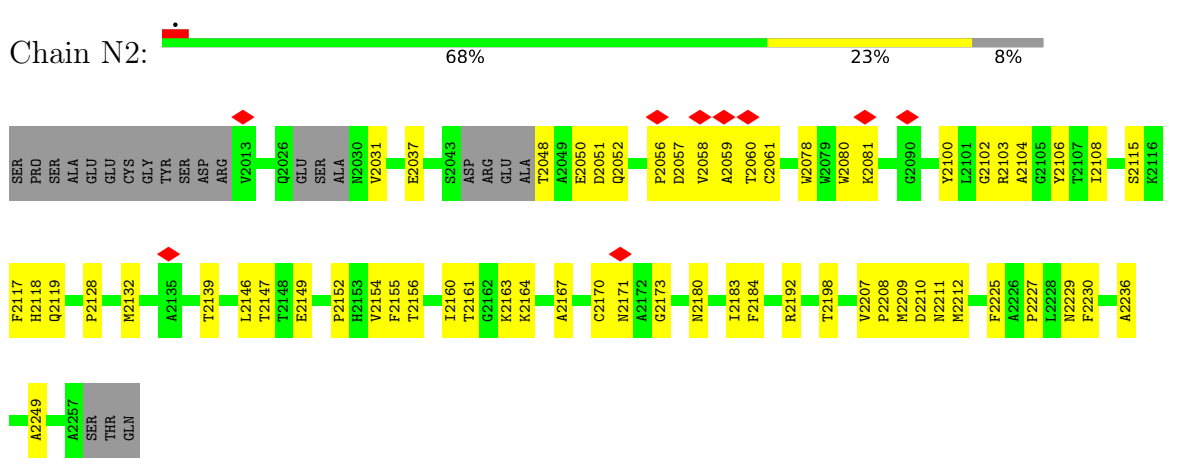 Chain N2:
68% 23% 8%
SER PRO SER ALA GLU GLU CYS GLY TYR SER ASP ARG V2013 Q2026 GLU SER ALA N2030 V2031 E2037 S2043 ASP ARG GLU ALA T2048 A2049 E2050 D2051 Q2052 P2056 D2057 V2058 A2059 T2060 C2061 W2078 W2079 W2080 K2081 G2090 Y2100 L2101 G2102 R2103 A2104 G2105 Y2106 T2107 I2108 S2115 K2116
F2117 H2118 Q2119 P2128 M2132 A2135 T2139 L2146 T2147 T2148 E2149 P2152 H2153 V2154 F2155 T2156 I2160 T2161 G2162 K2163 K2164 A2167 C2170 N2171 A2172 G2173 N2180 I2183 F2184 R2192 T2198 V2207 P2208 M2209 D2210 N2211 M2212 F2225 A2226 P2227 L2228 N2229 F2230 A2236
A2249 A2257 SER THR GLN